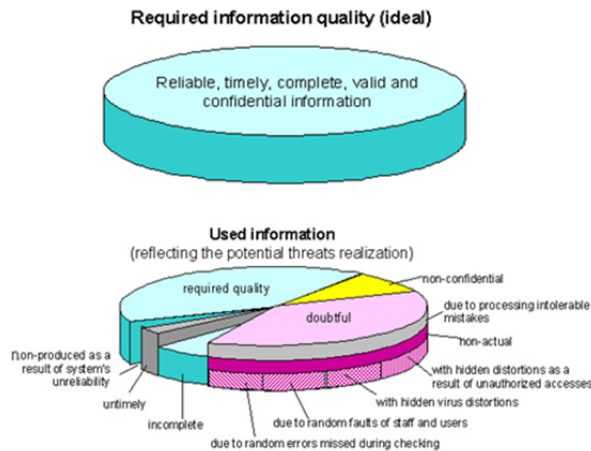 Required information quality (ideal)
Reliable, timely, complete, valid and
confidential information
Used information
(reflecting the potential threats realization)
required quality
non-confidential
doubtful
due to processing intolerable
mistakes
non-actual
with hidden distortions as a
result of unauthorized accesses
with hidden virus distortions
due to random faults of staff and users
due to random errors missed during checking
incomplete
untimely
non-produced as a
result of system's
unreliability